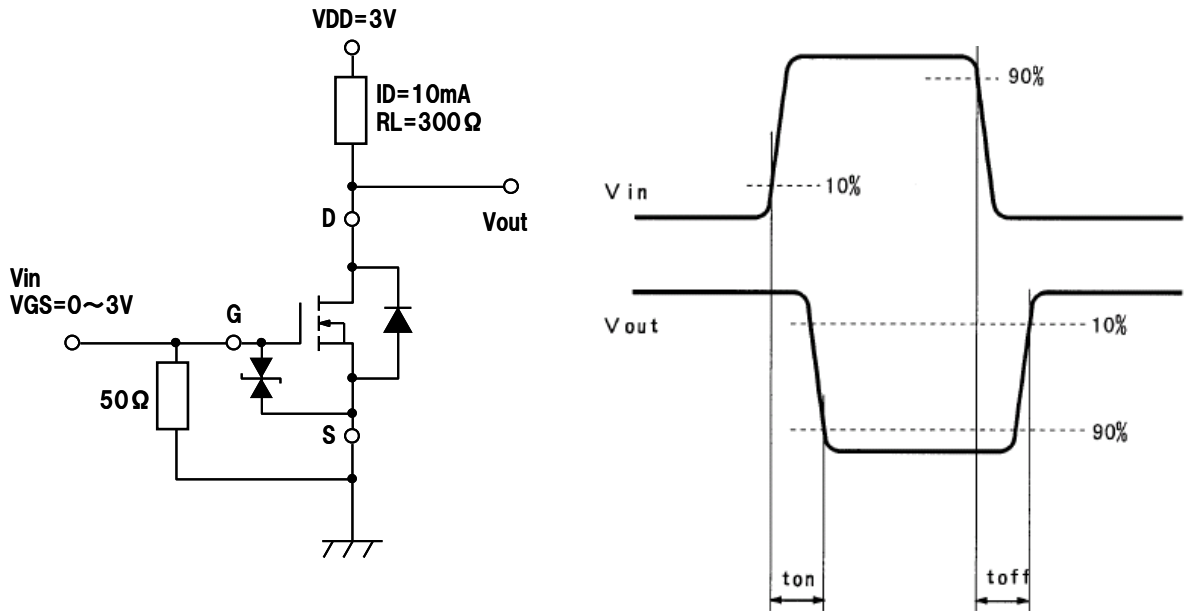 VDD=3V
ID=10mA
RL=300Ω
D
Vout
Vin
VGS=0～3V
G
50Ω
S
90%
10%
Vin
Vout
10%
90%
ton
toff